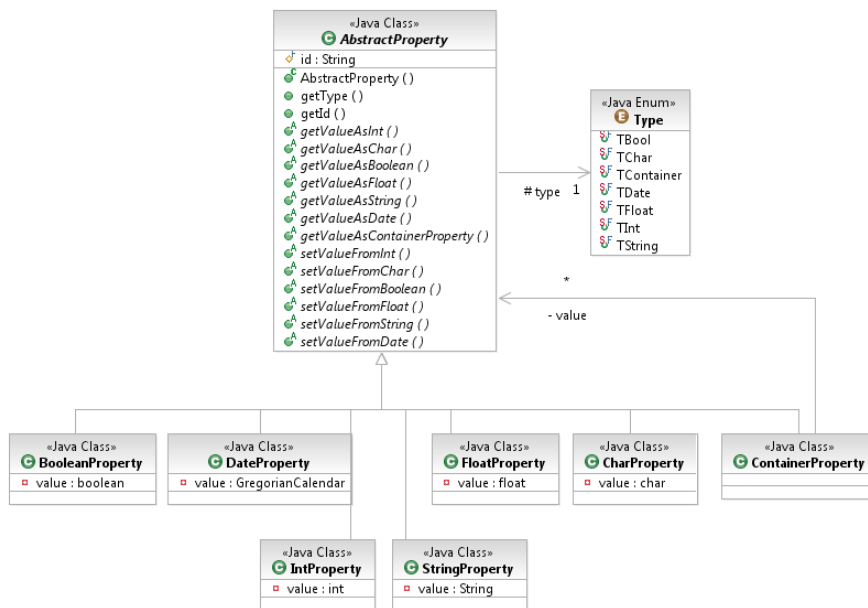 «Java Class»
C AbstractProperty
F id : String
C AbstractProperty ( )
getType ( )
getId ( )
A getValueAsInt ( )
A getValueAsChar ( )
A getValueAsBoolean ( )
A getValueAsFloat ( )
A getValueAsString ( )
A getValueAsDate ( )
A getValueAsContainerProperty ( )
A setValueFromInt ( )
A setValueFromChar ( )
A setValueFromBoolean ( )
A setValueFromFloat ( )
A setValueFromString ( )
A setValueFromDate ( )
«Java Enum»
E Type
S F TBool
S F TChar
S F TContainer
S F TDate
S F TFloat
S F TInt
S F TString
# type 1
*
- value
«Java Class»
C BooleanProperty
value : boolean
«Java Class»
C DateProperty
value : GregorianCalendar
«Java Class»
C FloatProperty
value : float
«Java Class»
C CharProperty
value : char
«Java Class»
C ContainerProperty
«Java Class»
C IntProperty
value : int
«Java Class»
C StringProperty
value : String